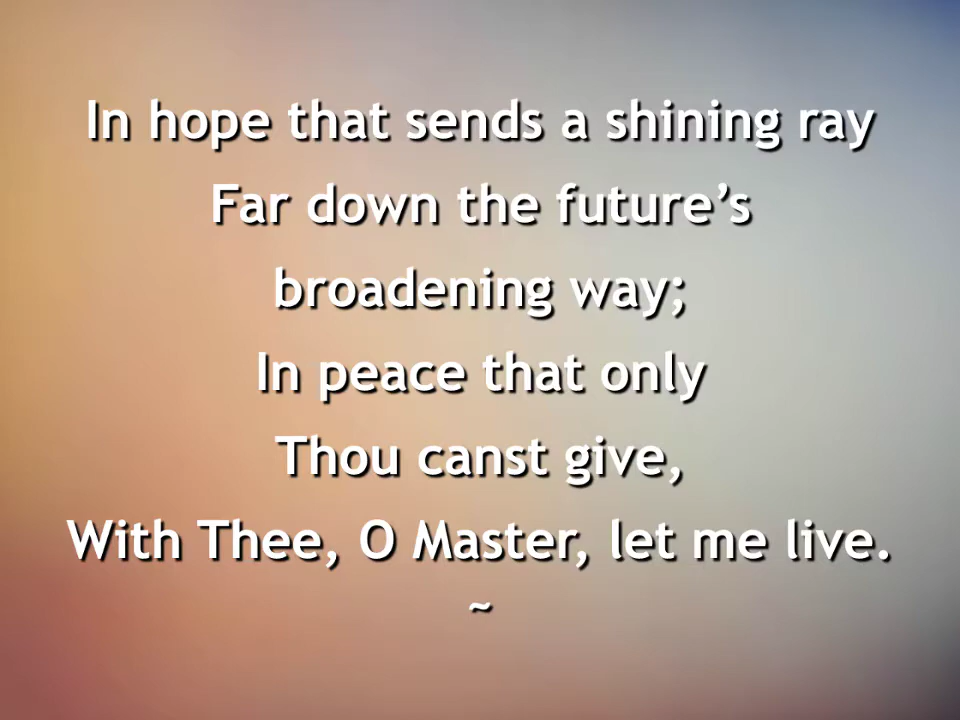 In hope that sends a shining ray
Far down the future’s
broadening way;
In peace that only
Thou canst give,
With Thee, O Master, let me live.
~